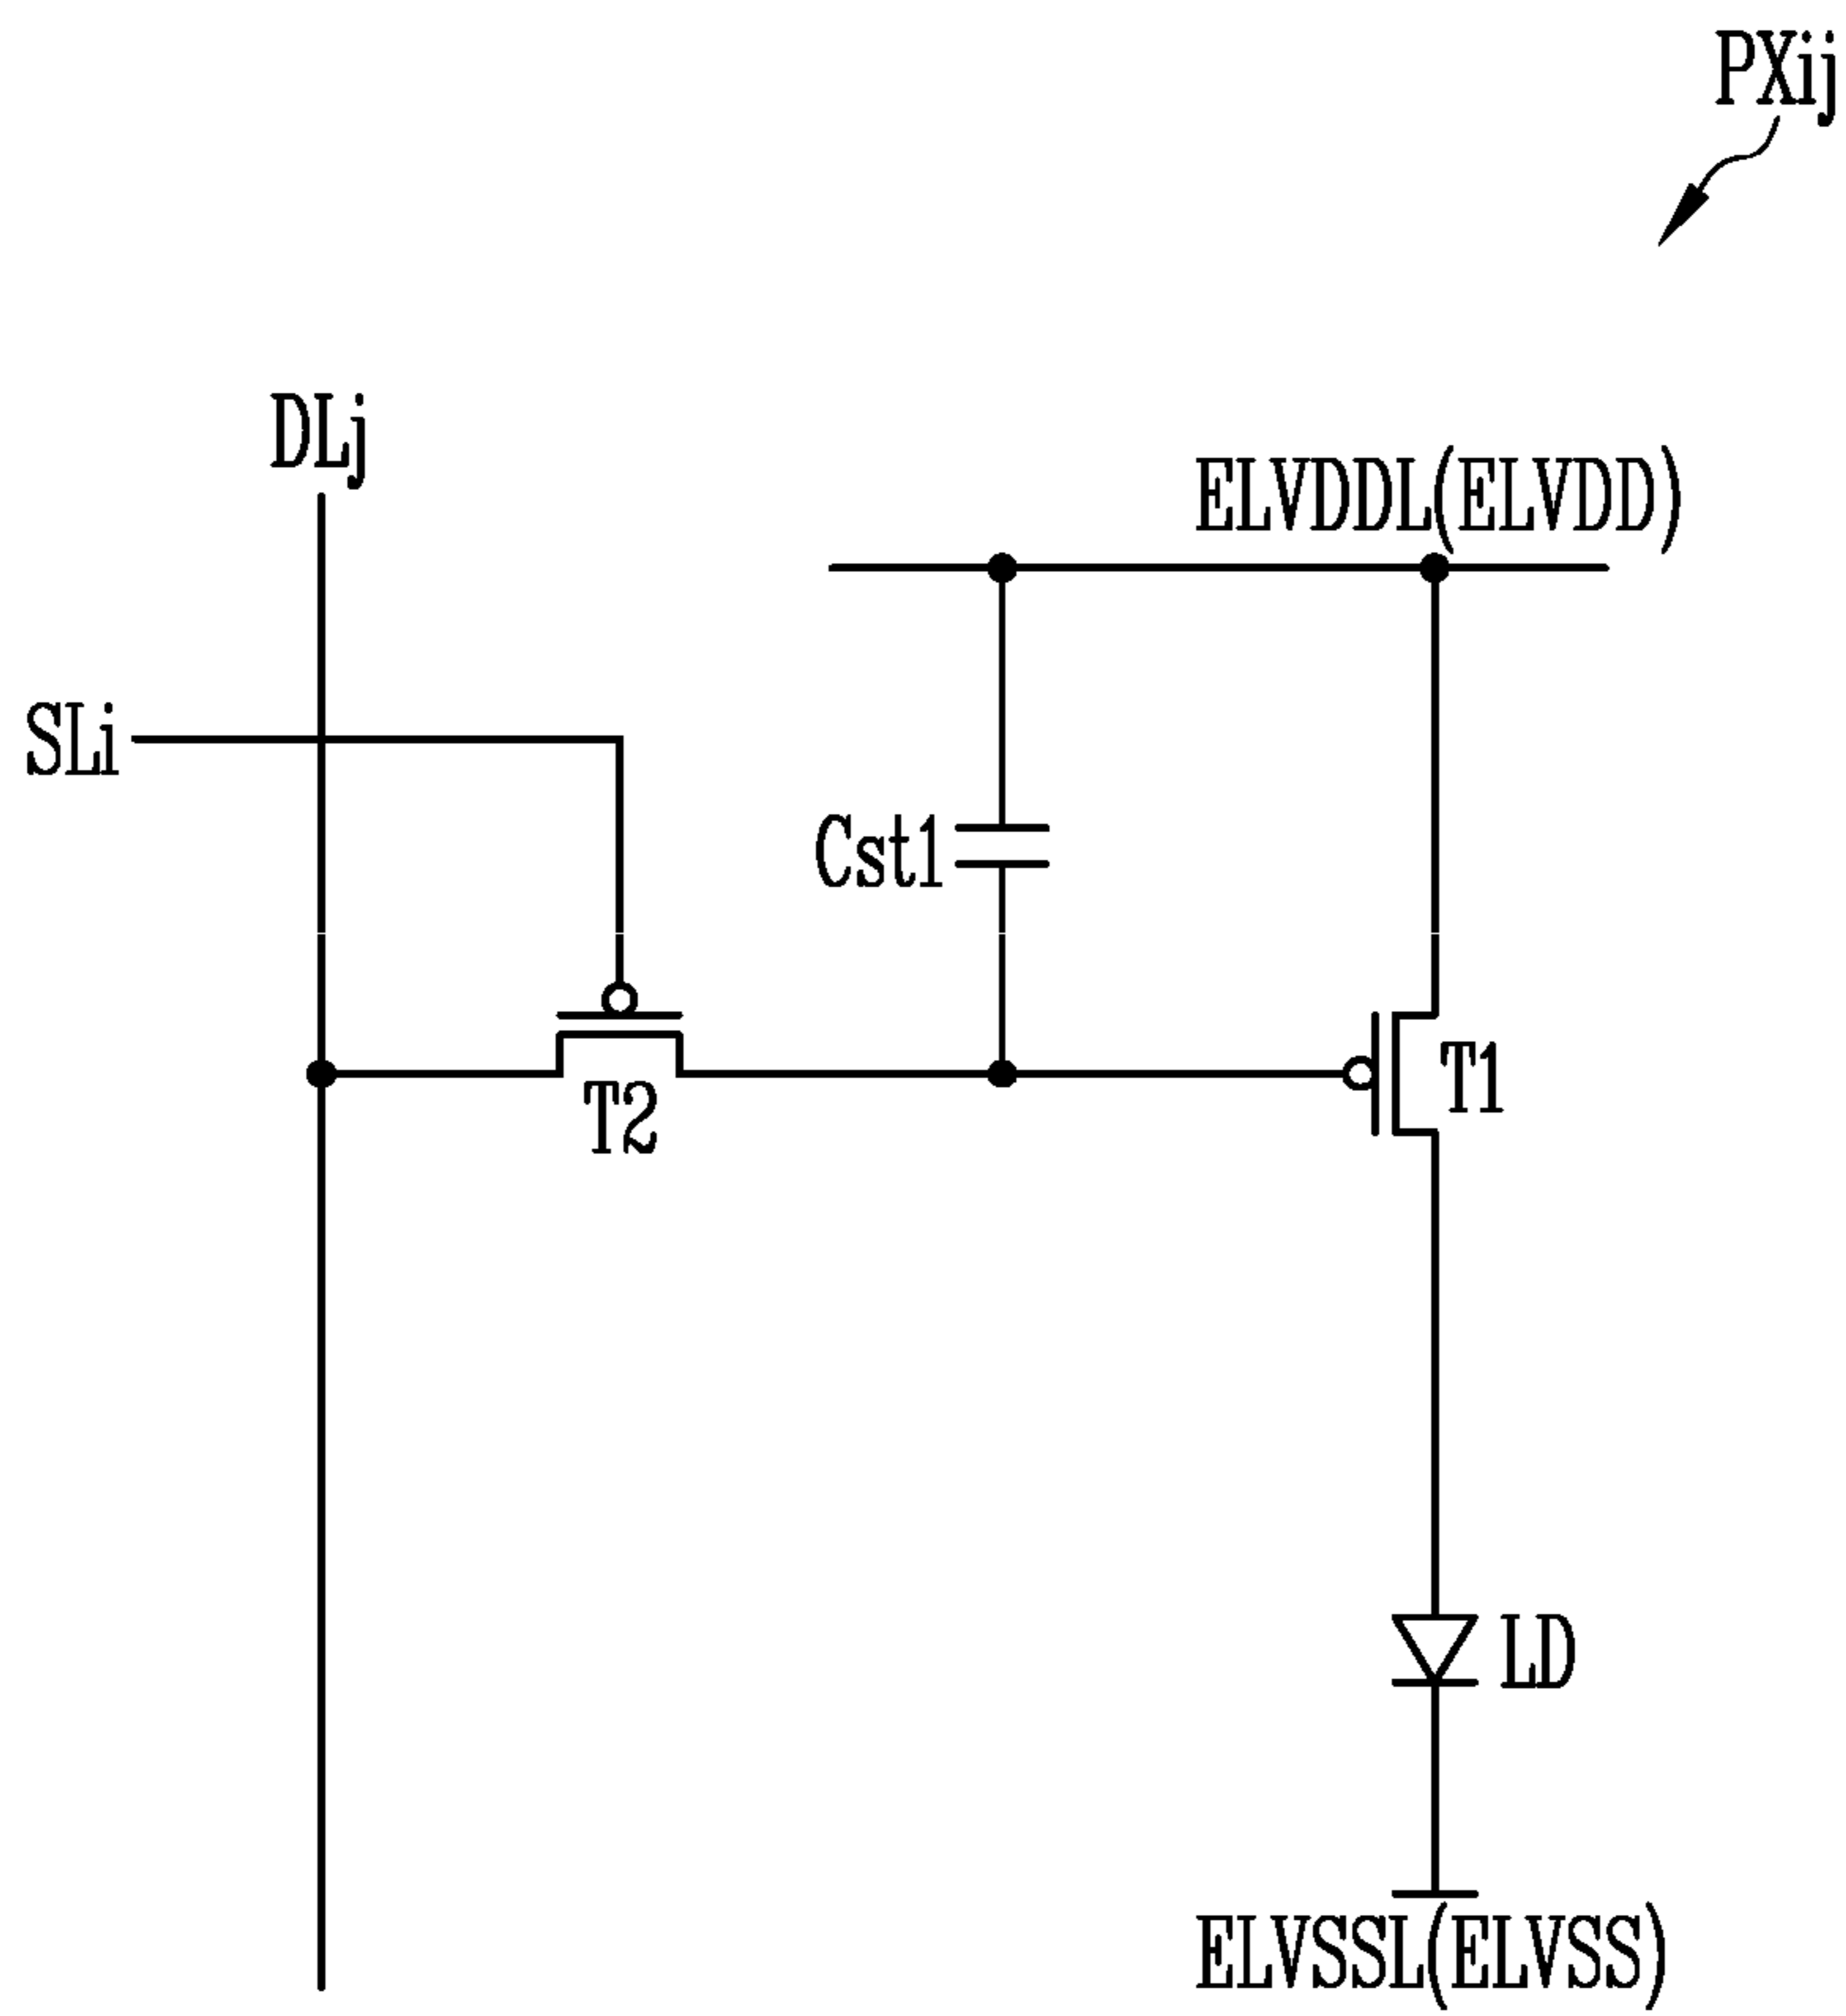 PXij
DLj
ELVDDL(ELVDD)
SLi
Cst1
T1
T2
LD
ELVSSL(ELVSS)